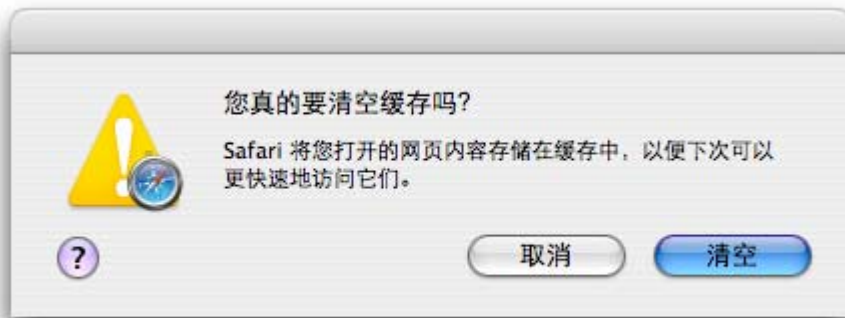 您真的要清空缓存吗?
Safari 将您打开的网页内容存储在缓存中，以便下次可以
更快速地访问它们。
?
取消
清空